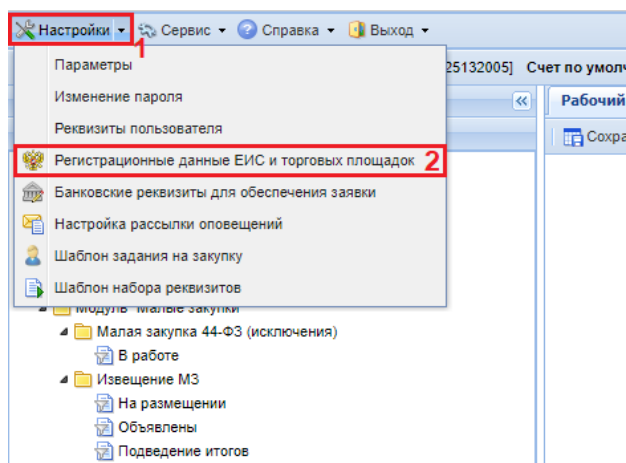 Настройки Сервис Справка Выход
1
Параметры
25132005] Счет по умолч
Изменение пароля
Рабочий
Реквизиты пользователя
Сохра
Регистрационные данные ЕИС и торговых площадок 2
Банковские реквизиты для обеспечения заявки
Настройка рассылки оповещений
Шаблон задания на закупку
Шаблон набора реквизитов
Модуль "Малые закупки"
Малая закупка 44-ФЗ (исключения)
В работе
Извещение МЗ
На размещении
Объявлены
Подведение итогов